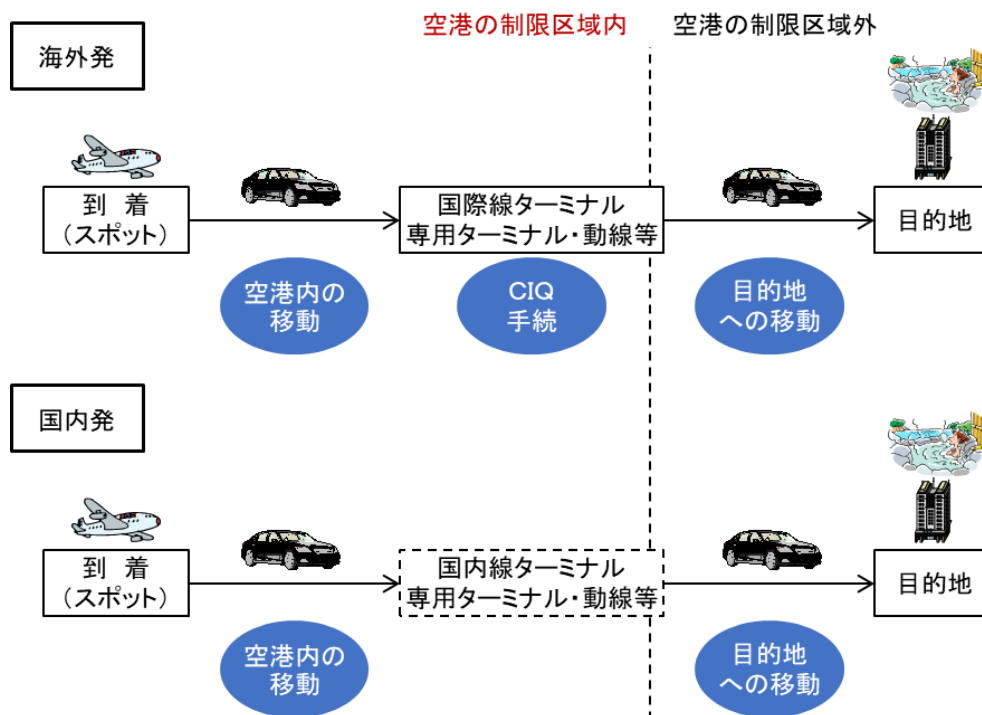 空港の制限区域内
空港の制限区域外
海外発
到 着
（スポット）
国際線ターミナル
専用ターミナル・動線等
目的地
空港内の
移動
CIQ
手続
目的地
への移動
国内発
到 着
（スポット）
国内線ターミナル
専用ターミナル・動線等
目的地
空港内の
移動
目的地
への移動